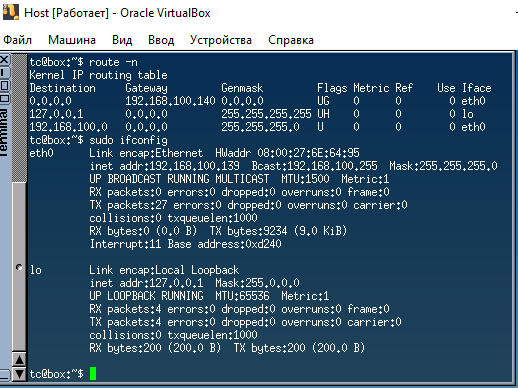 Host [Работает] - Oracle VirtualBox
Файл Машина Вид Ввод Устройства Справка
Terminal
tc@box:~$ route -n
Kernel IP routing table
Destination Gateway Genmask Flags Metric Ref Use Iface
0.0.0.0 192.168.100.140 0.0.0.0 UG 0 0 0 eth0
127.0.0.1 0.0.0.0 255.255.255.255 UH 0 0 0 lo
192.168.100.0 0.0.0.0 255.255.255.0 U 0 0 0 eth0
tc@box:~$ sudo ifconfig
eth0 Link encap:Ethernet HWaddr 08:00:27:6E:64:95
inet addr:192.168.100.139 Bcast:192.168.100.255 Mask:255.255.255.0
UP BROADCAST RUNNING MULTICAST MTU:1500 Metric:1
RX packets:0 errors:0 dropped:0 overruns:0 frame:0
TX packets:27 errors:0 dropped:0 overruns:0 carrier:0
collisions:0 txqueuelen:1000
RX bytes:0 (0.0 B) TX bytes:9234 (9.0 KiB)
Interrupt:11 Base address:0xd240
lo Link encap:Local Loopback
inet addr:127.0.0.1 Mask:255.0.0.0
UP LOOPBACK RUNNING MTU:65536 Metric:1
RX packets:4 errors:0 dropped:0 overruns:0 frame:0
TX packets:4 errors:0 dropped:0 overruns:0 carrier:0
collisions:0 txqueuelen:1000
RX bytes:200 (200.0 B) TX bytes:200 (200.0 B)
tc@box:~$